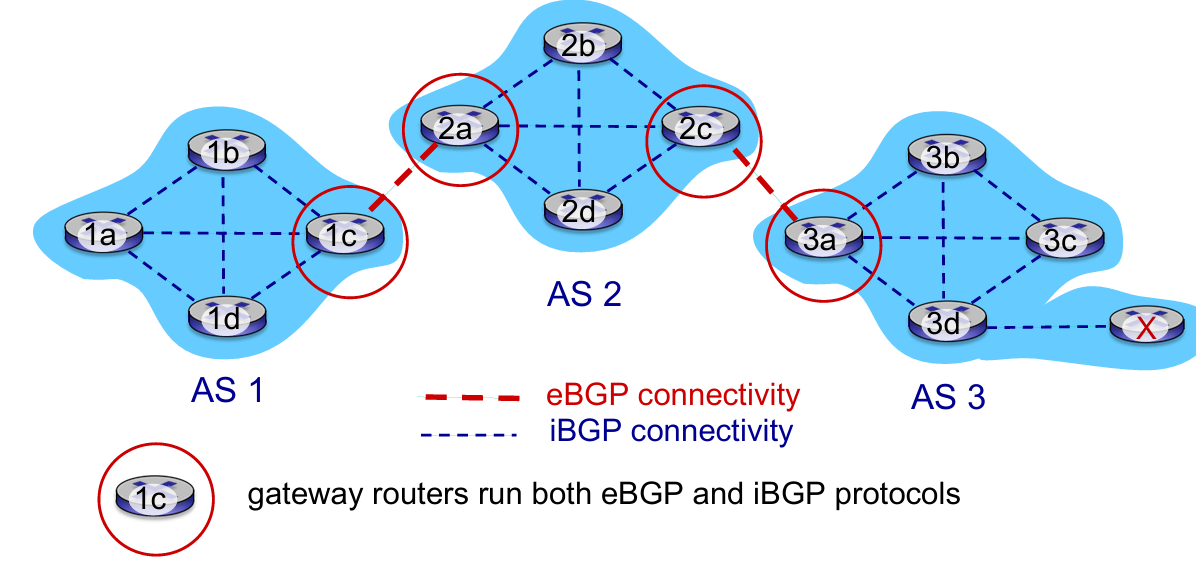 2b
2a
2c
1b
3b
1a
1c
2d
3a
3c
AS 2
1d
3d
X
AS 1
eBGP connectivity
AS 3
iBGP connectivity
1c
gateway routers run both eBGP and iBGP protocols